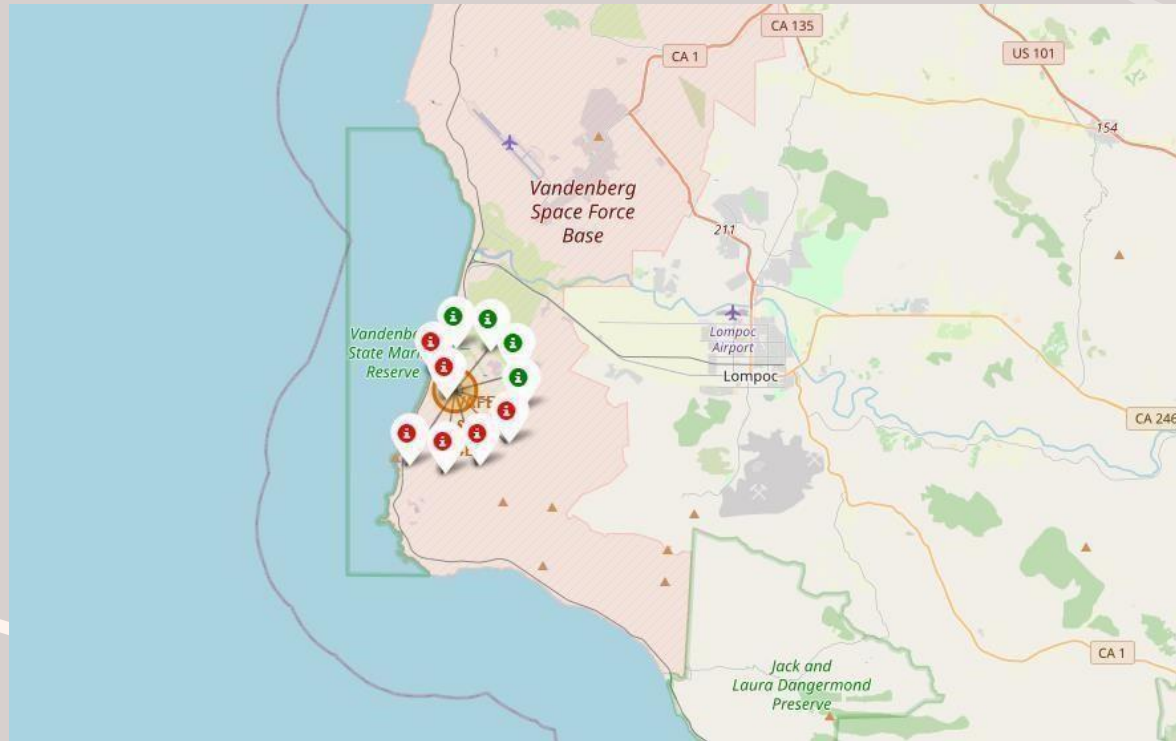 CA 135
CA 1
US 101
154
Vandenberg
Space Force
Base
211
Lompoc
Airport
Lompoc
State
Reserve
CA 246
Jack and
Laura Dangermond
Preserve
CA 1